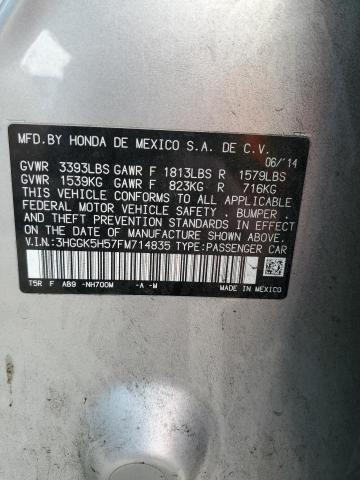 MFD.BY HONDA DE MEXICO S.A. DE C.V.
06/'14
GVWR 3393LBS GAWR F 1813LBS R 1579LBS
GVWR 1539KG GAWR F 823KG R 716KG
THIS VEHICLE CONFORMS TO ALL APPLICABLE
FEDERAL MOTOR VEHICLE SAFETY , BUMPER ,
AND THEFT PREVENTION STANDARDS IN EFFECT ON
THE DATE OF MANUFACTURE SHOWN ABOVE.
V.I.N.:3HGGK5H57FM714835 TYPE:PASSENGER CAR
T5R F AB9 -NH700M -A -M MADE IN MEXICO